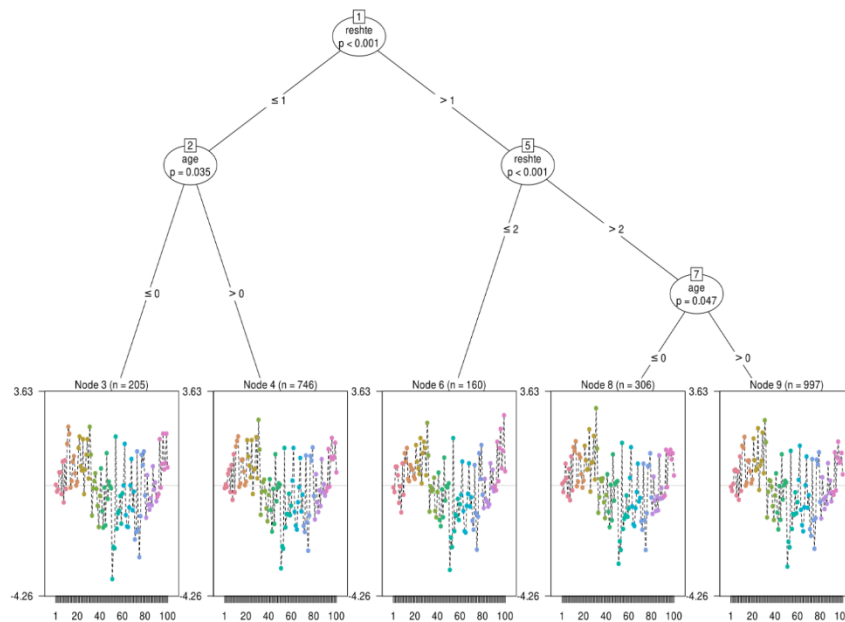 1
reshte
p < 0.001
≤ 1
> 1
2
age
p = 0.035
5
reshte
p < 0.001
≤ 2
> 2
7
age
p = 0.047
≤ 0
> 0
≤ 0
> 0
Node 3 (n = 205)
Node 4 (n = 746)
Node 6 (n = 160)
Node 8 (n = 306)
Node 9 (n = 997)
3.63 3.63 3.63 3.63 3.63
-4.26 -4.26 -4.26 -4.26 -4.26
1 20 40 60 80 100 1 20 40 60 80 100 1 20 40 60 80 100 1 20 40 60 80 100 1 20 40 60 80 100